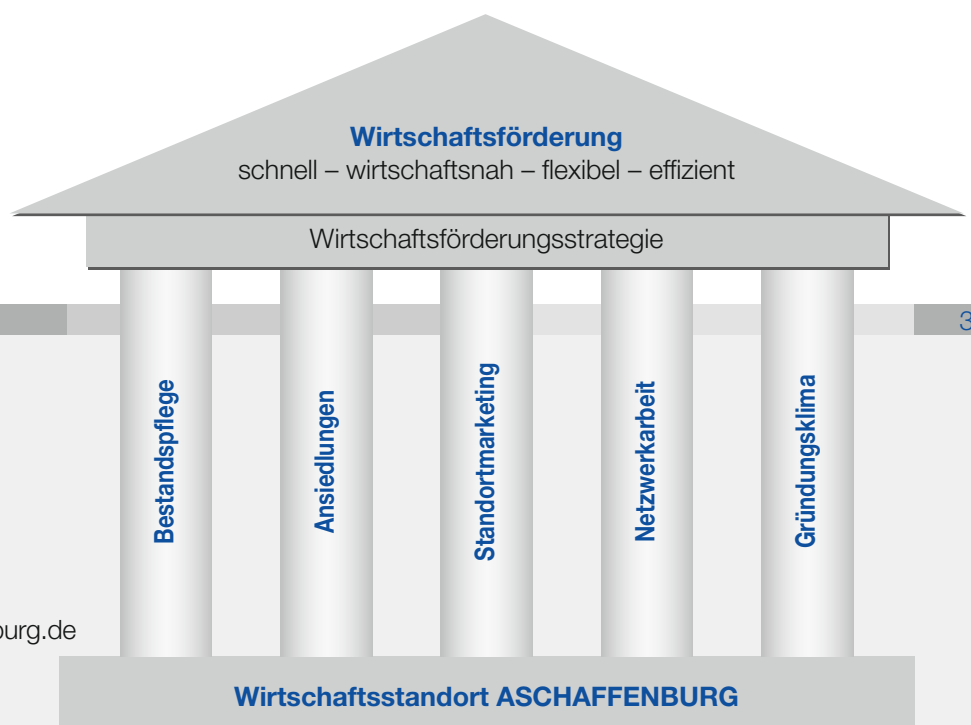 Wirtschaftsförderung
schnell – wirtschaftsnah – flexibel – effizient
Wirtschaftsförderungsstrategie
3
Bestandspflege
Ansiedlungen
Standortmarketing
Netzwerkarbeit
Gründungsklima
burg.de
Wirtschaftsstandort ASCHAFFENBURG